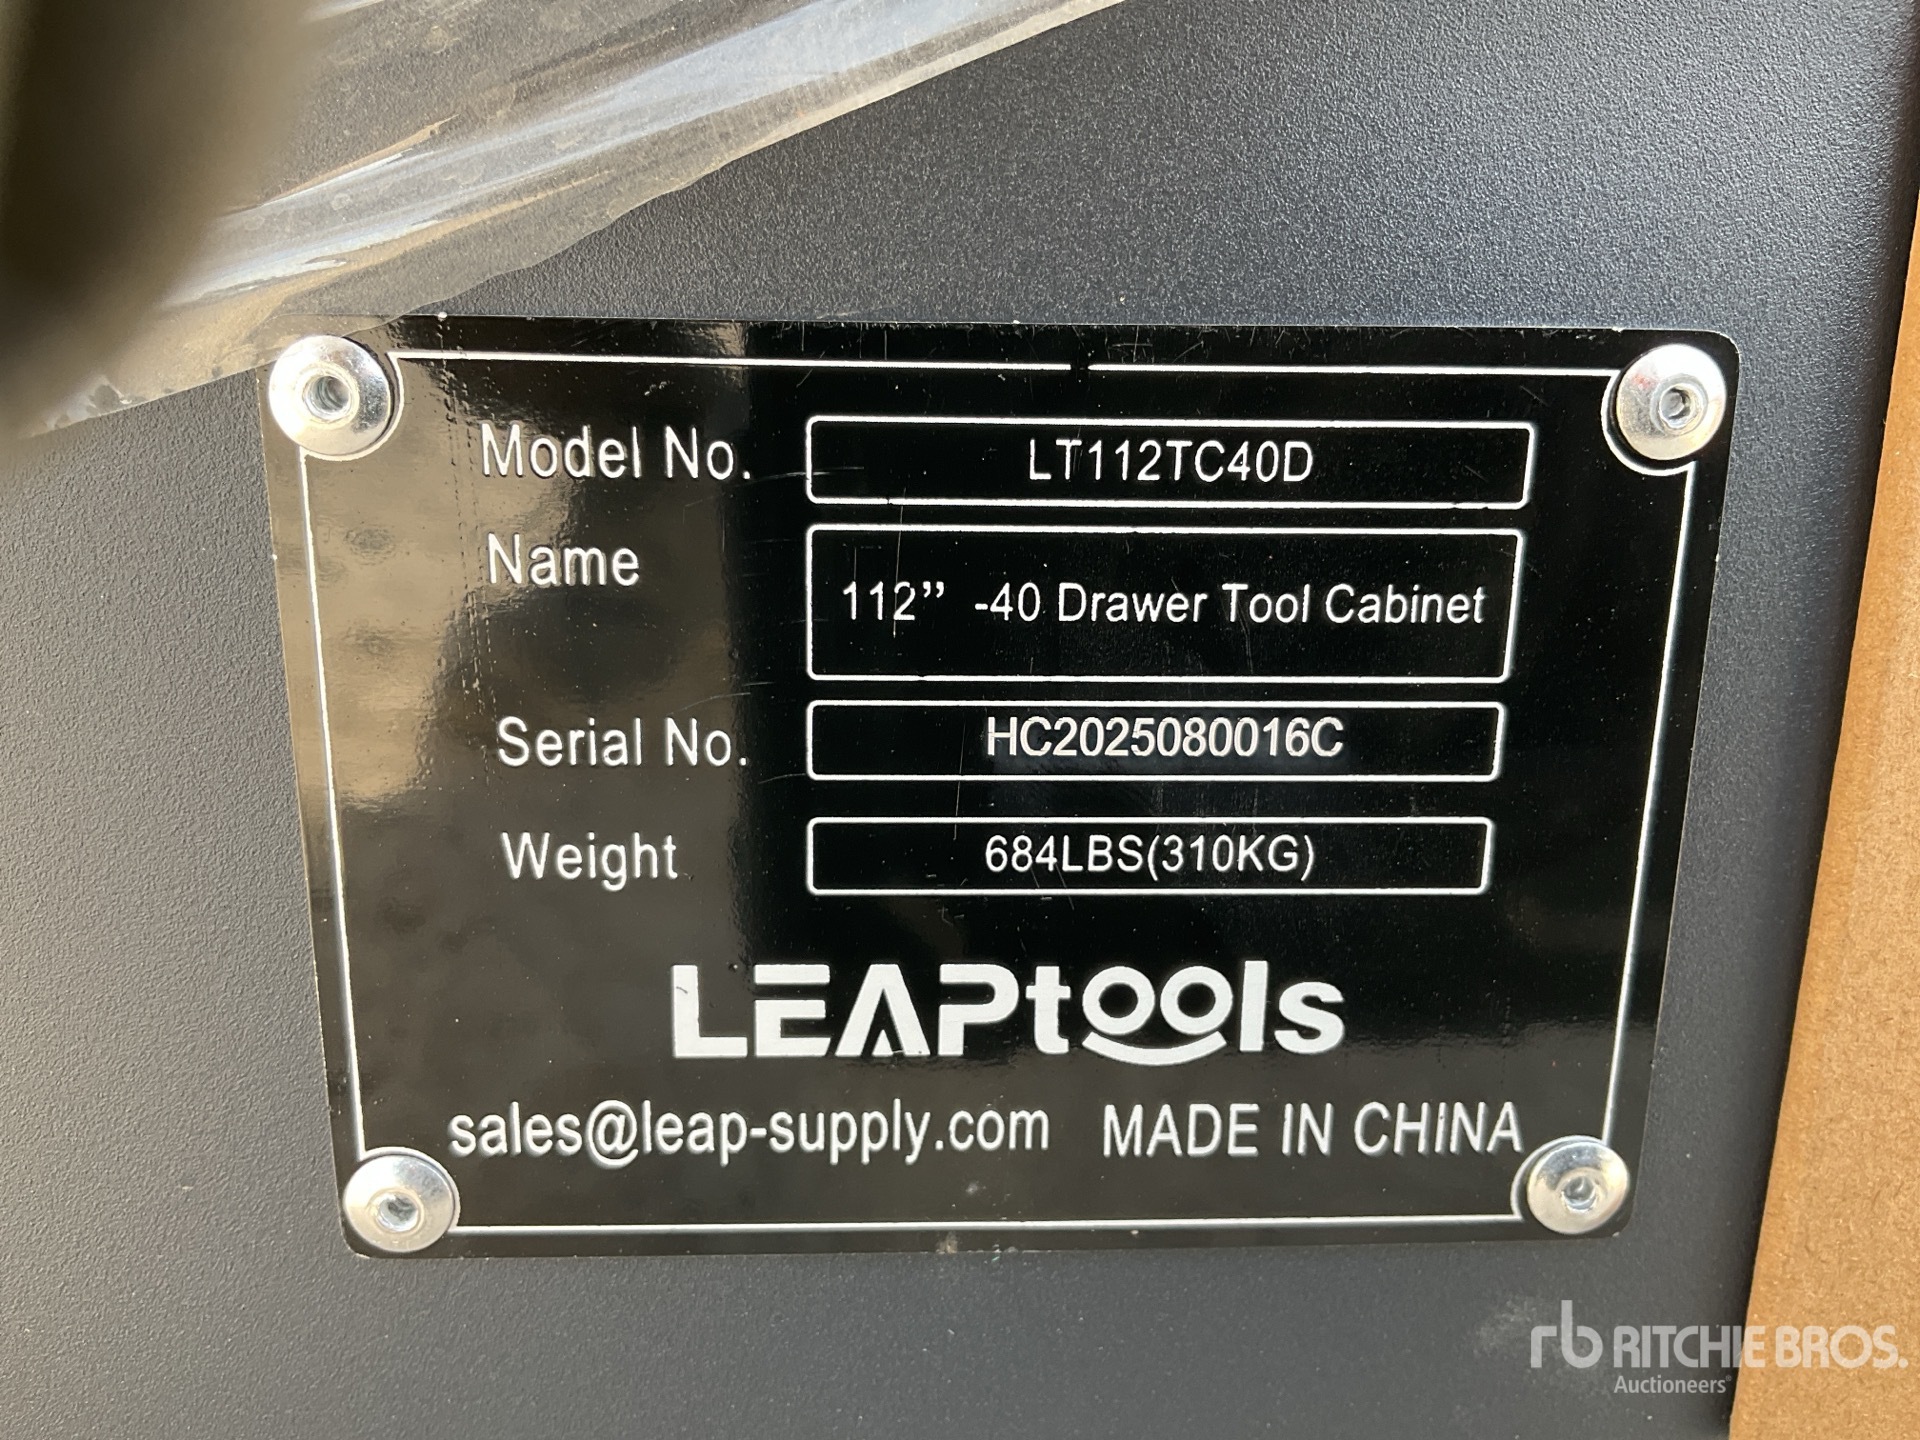 Model No. LT112TC40D
Name 112” -40 Drawer Tool Cabinet
Serial No. HC2025080016C
Weight 684LBS(310KG)
LEAPtools
sales@leap-supply.com MADE IN CHINA
rb RITCHIE BROS.
Auctioneers